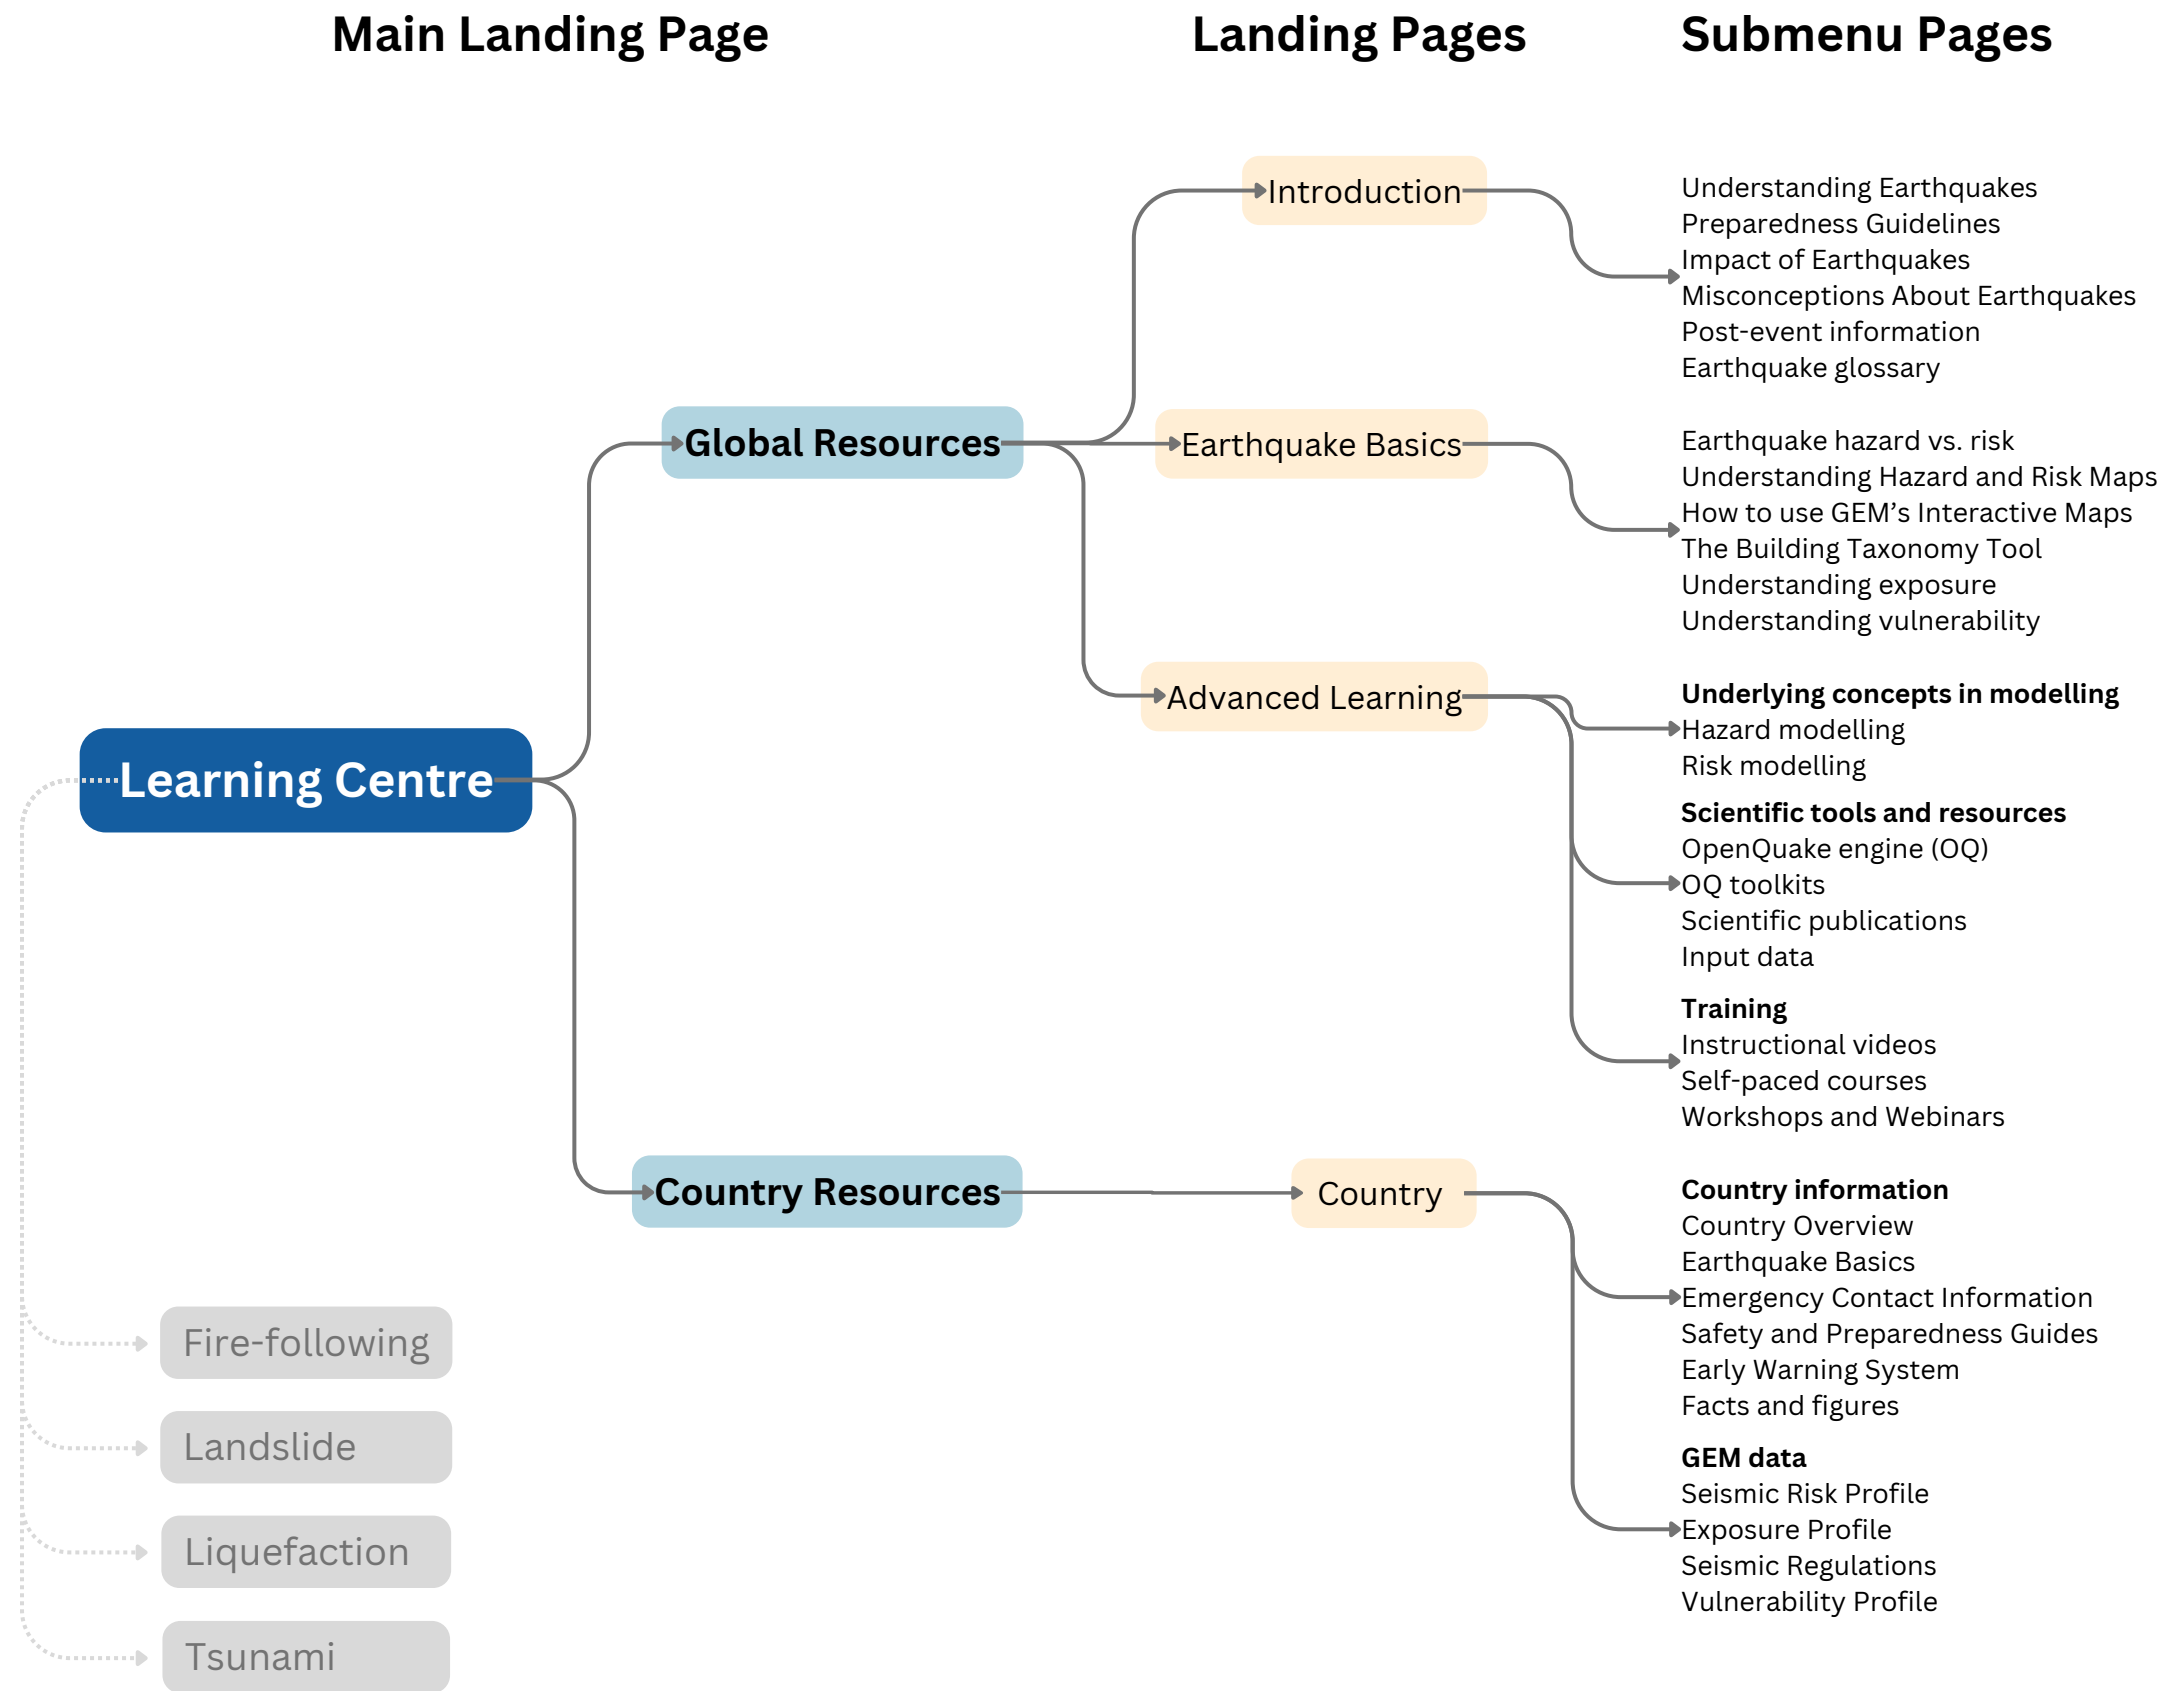 Main Landing Page
Landing Pages
Submenu Pages
Introduction
Understanding Earthquakes
Preparedness Guidelines
Impact of Earthquakes
Misconceptions About Earthquakes
Post-event information
Earthquake glossary
Global Resources
Earthquake Basics
Earthquake hazard vs. risk
Understanding Hazard and Risk Maps
How to use GEM’s Interactive Maps
The Building Taxonomy Tool
Understanding exposure
Understanding vulnerability
Advanced Learning
Underlying concepts in modelling
Hazard modelling
Risk modelling
Learning Centre
Scientific tools and resources
OpenQuake engine (OQ)
OQ toolkits
Scientific publications
Input data
Training
Instructional videos
Self-paced courses
Workshops and Webinars
Country Resources
Country
Country information
Country Overview
Earthquake Basics
Emergency Contact Information
Safety and Preparedness Guides
Early Warning System
Facts and figures
GEM data
Seismic Risk Profile
Exposure Profile
Seismic Regulations
Vulnerability Profile
Fire-following
Landslide
Liquefaction
Tsunami